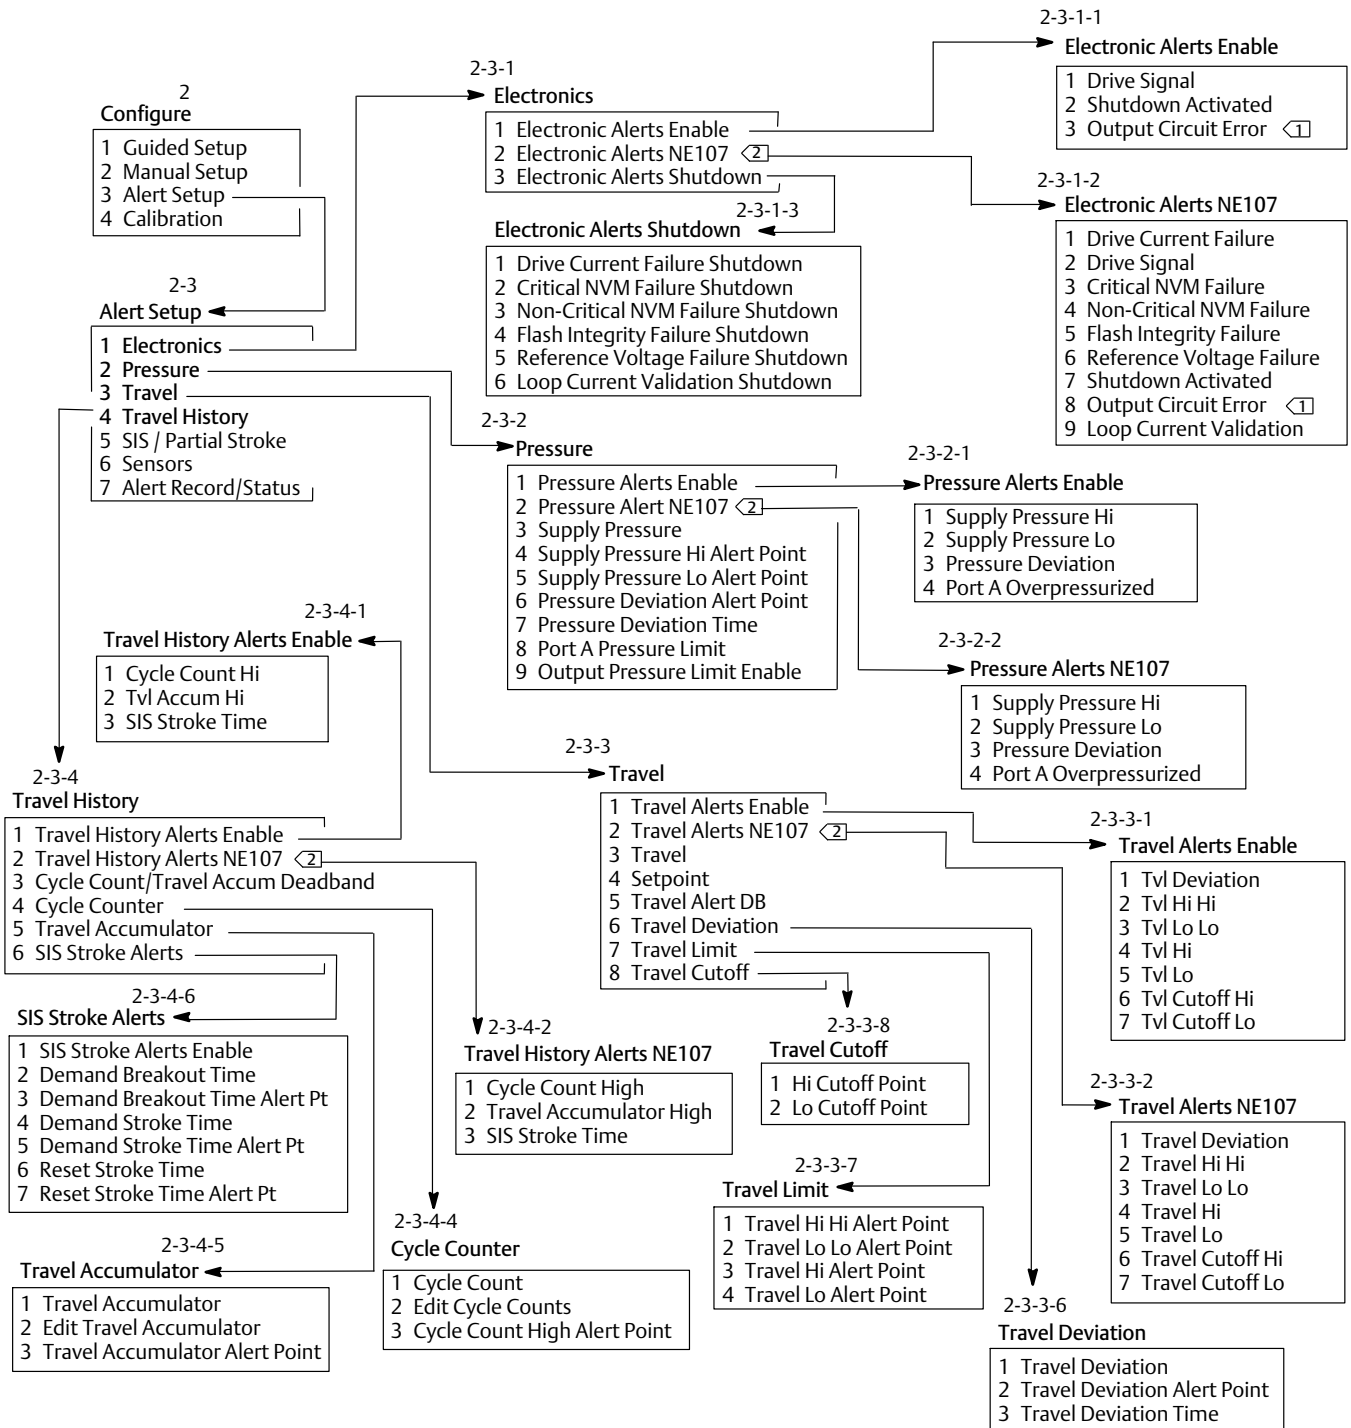 2
Configure
1 Guided Setup
2 Manual Setup
3 Alert Setup
4 Calibration
2-3
Alert Setup
1 Electronics
2 Pressure
3 Travel
4 Travel History
5 SIS / Partial Stroke
6 Sensors
7 Alert Record/Status
2-3-1
Electronics
1 Electronic Alerts Enable
2 Electronic Alerts NE107 2
3 Electronic Alerts Shutdown
2-3-1-1
Electronic Alerts Enable
1 Drive Signal
2 Shutdown Activated
3 Output Circuit Error 1
2-3-1-2
Electronic Alerts NE107
1 Drive Current Failure
2 Drive Signal
3 Critical NVM Failure
4 Non-Critical NVM Failure
5 Flash Integrity Failure
6 Reference Voltage Failure
7 Shutdown Activated
8 Output Circuit Error 1
9 Loop Current Validation
2-3-1-3
Electronic Alerts Shutdown
1 Drive Current Failure Shutdown
2 Critical NVM Failure Shutdown
3 Non-Critical NVM Failure Shutdown
4 Flash Integrity Failure Shutdown
5 Reference Voltage Failure Shutdown
6 Loop Current Validation Shutdown
2-3-2
Pressure
1 Pressure Alerts Enable
2 Pressure Alert NE107 2
3 Supply Pressure
4 Supply Pressure Hi Alert Point
5 Supply Pressure Lo Alert Point
6 Pressure Deviation Alert Point
7 Pressure Deviation Time
8 Port A Pressure Limit
9 Output Pressure Limit Enable
2-3-2-1
Pressure Alerts Enable
1 Supply Pressure Hi
2 Supply Pressure Lo
3 Pressure Deviation
4 Port A Overpressurized
2-3-2-2
Pressure Alerts NE107
1 Supply Pressure Hi
2 Supply Pressure Lo
3 Pressure Deviation
4 Port A Overpressurized
2-3-4-1
Travel History Alerts Enable
1 Cycle Count Hi
2 Tvl Accum Hi
3 SIS Stroke Time
2-3-4
Travel History
1 Travel History Alerts Enable
2 Travel History Alerts NE107 2
3 Cycle Count/Travel Accum Deadband
4 Cycle Counter
5 Travel Accumulator
6 SIS Stroke Alerts
2-3-3
Travel
1 Travel Alerts Enable
2 Travel Alerts NE107 2
3 Travel
4 Setpoint
5 Travel Alert DB
6 Travel Deviation
7 Travel Limit
8 Travel Cutoff
2-3-3-1
Travel Alerts Enable
1 Tvl Deviation
2 Tvl Hi Hi
3 Tvl Lo Lo
4 Tvl Hi
5 Tvl Lo
6 Tvl Cutoff Hi
7 Tvl Cutoff Lo
2-3-3-2
Travel Alerts NE107
1 Travel Deviation
2 Travel Hi Hi
3 Travel Lo Lo
4 Travel Hi
5 Travel Lo
6 Travel Cutoff Hi
7 Travel Cutoff Lo
2-3-4-6
SIS Stroke Alerts
1 SIS Stroke Alerts Enable
2 Demand Breakout Time
3 Demand Breakout Time Alert Pt
4 Demand Stroke Time
5 Demand Stroke Time Alert Pt
6 Reset Stroke Time
7 Reset Stroke Time Alert Pt
2-3-4-2
Travel History Alerts NE107
1 Cycle Count High
2 Travel Accumulator High
3 SIS Stroke Time
2-3-3-8
Travel Cutoff
1 Hi Cutoff Point
2 Lo Cutoff Point
2-3-3-7
Travel Limit
1 Travel Hi Hi Alert Point
2 Travel Lo Lo Alert Point
3 Travel Hi Alert Point
4 Travel Lo Alert Point
2-3-4-5
Travel Accumulator
1 Travel Accumulator
2 Edit Travel Accumulator
3 Travel Accumulator Alert Point
2-3-4-4
Cycle Counter
1 Cycle Count
2 Edit Cycle Counts
3 Cycle Count High Alert Point
2-3-3-6
Travel Deviation
1 Travel Deviation
2 Travel Deviation Alert Point
3 Travel Deviation Time